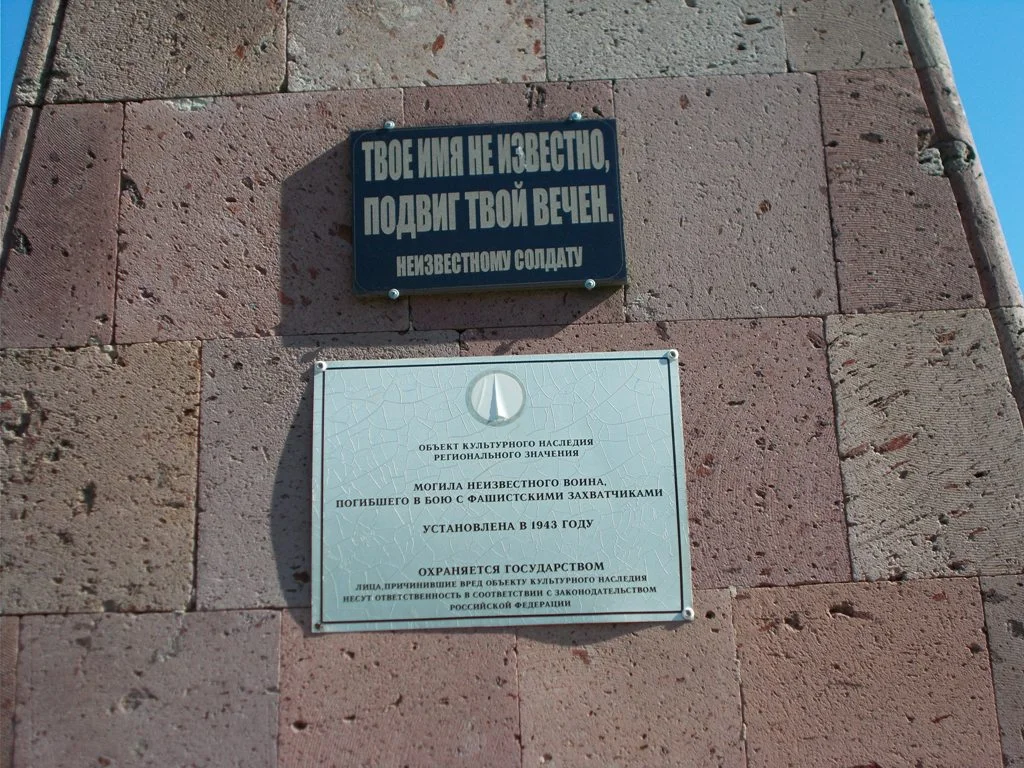 ТВОЕ ИМЯ НЕ ИЗВЕСТНО,
ПОДВИГ ТВОЙ ВЕЧЕН.
НЕИЗВЕСТНОМУ СОЛДАТУ
ОБЪЕКТ КУЛЬТУРНОГО НАСЛЕДИЯ
РЕГИОНАЛЬНОГО ЗНАЧЕНИЯ
МОГИЛА НЕИЗВЕСТНОГО ВОИНА,
ПОГИБШЕГО В БОЮ С ФАШИСТСКИМИ ЗАХВАТЧИКАМИ
УСТАНОВЛЕНА В 1943 ГОДУ
ОХРАНЯЕТСЯ ГОСУДАРСТВОМ
ЛИЦА, ПРИЧИНИВШИЕ ВРЕД ОБЪЕКТУ КУЛЬТУРНОГО НАСЛЕДИЯ
НЕСУТ ОТВЕТСТВЕННОСТЬ В СООТВЕТСТВИИ С ЗАКОНОДАТЕЛЬСТВОМ
РОССИЙСКОЙ ФЕДЕРАЦИИ